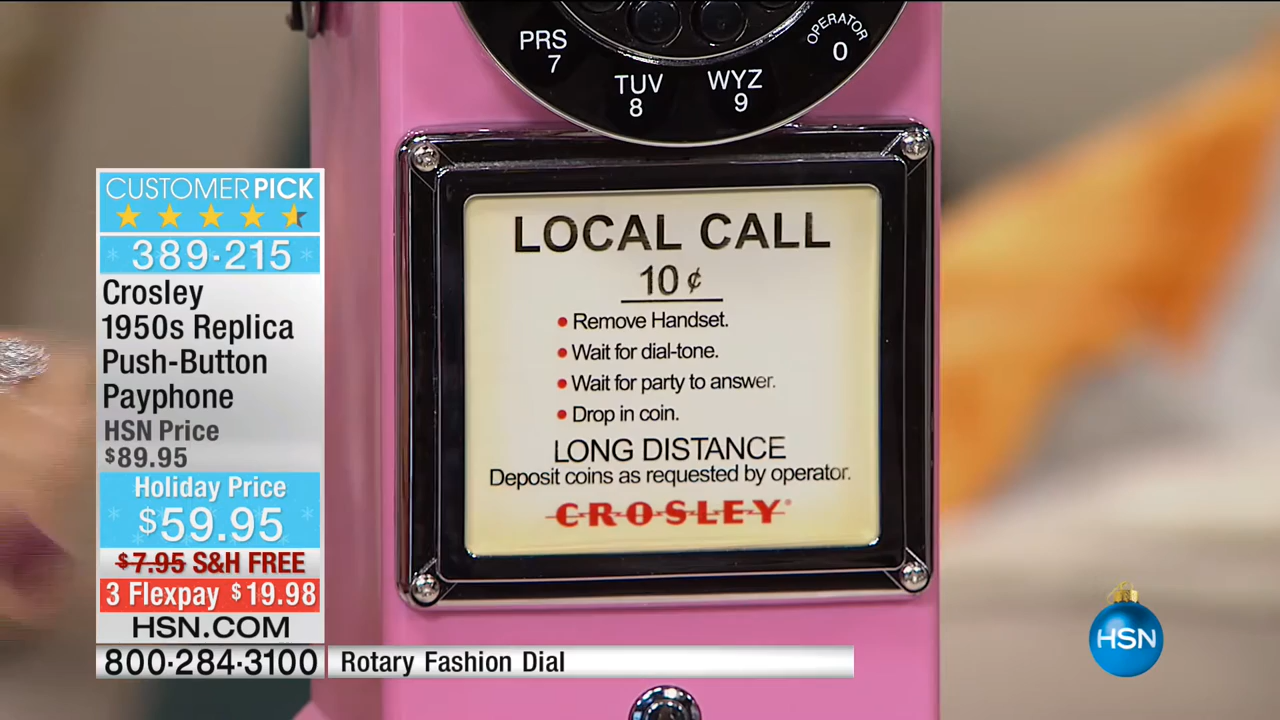 PRS
7
TUV
8
WYZ
9
OPERATOR
0
LOCAL CALL
10 ¢
• Remove Handset.
• Wait for dial-tone.
• Wait for party to answer.
• Drop in coin.
LONG DISTANCE
Deposit coins as requested by operator.
CROSLEY®
CUSTOMER PICK
389·215
Crosley
1950s Replica
Push-Button
Payphone
HSN Price
$89.95
Holiday Price
$59.95
$7.95 S&H FREE
3 Flexpay $19.98
HSN.COM
800·284·3100
Rotary Fashion Dial
HSN